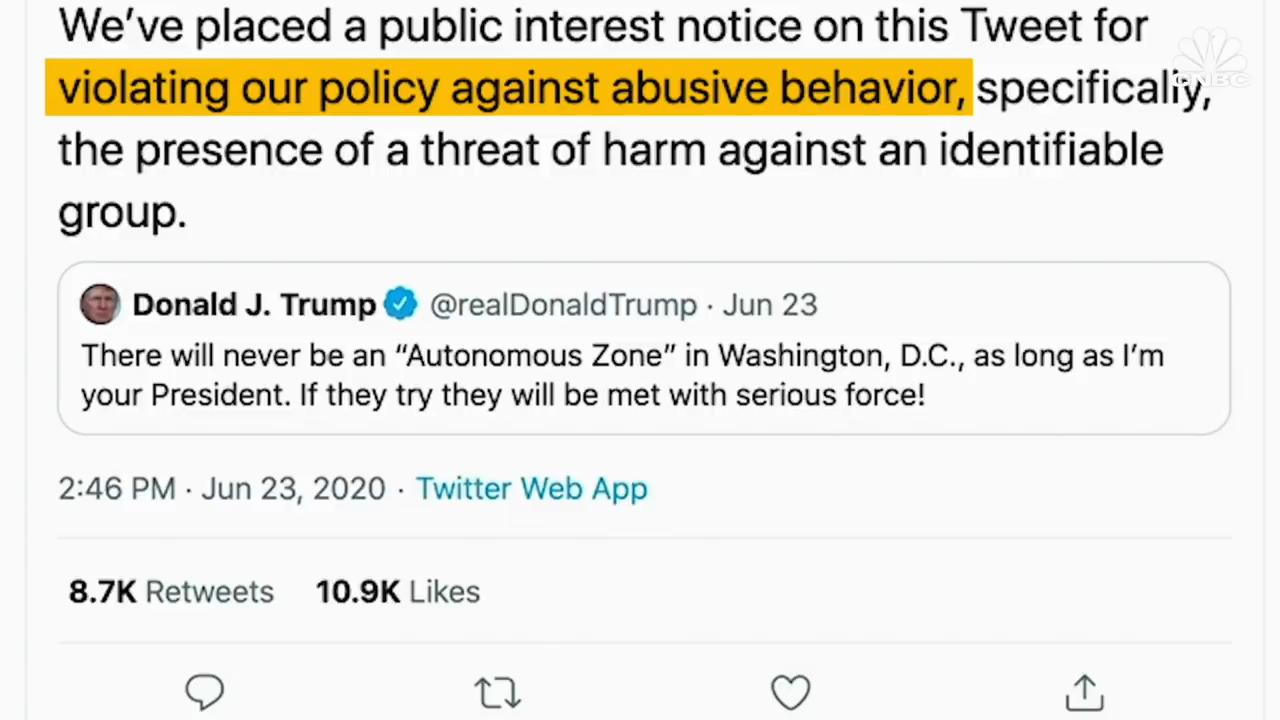 We’ve placed a public interest notice on this Tweet for
violating our policy against abusive behavior, specifically,
the presence of a threat of harm against an identifiable
group.
Donald J. Trump @realDonaldTrump · Jun 23
There will never be an “Autonomous Zone” in Washington, D.C., as long as I’m
your President. If they try they will be met with serious force!
2:46 PM · Jun 23, 2020 · Twitter Web App
8.7K Retweets 10.9K Likes
CNBC